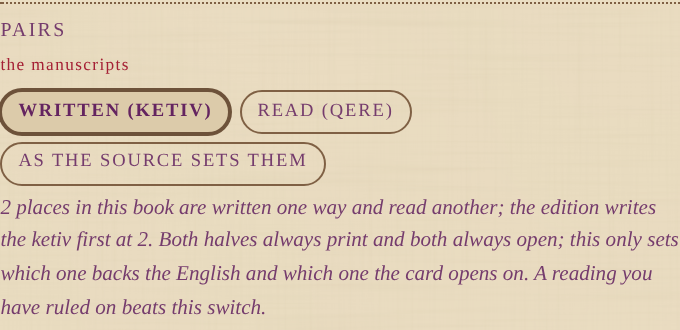 PAIRS
the manuscripts
WRITTEN (KETIV) READ (QERE)
AS THE SOURCE SETS THEM
2 places in this book are written one way and read another; the edition writes
the ketiv first at 2. Both halves always print and both always open; this only sets
which one backs the English and which one the card opens on. A reading you
have ruled on beats this switch.